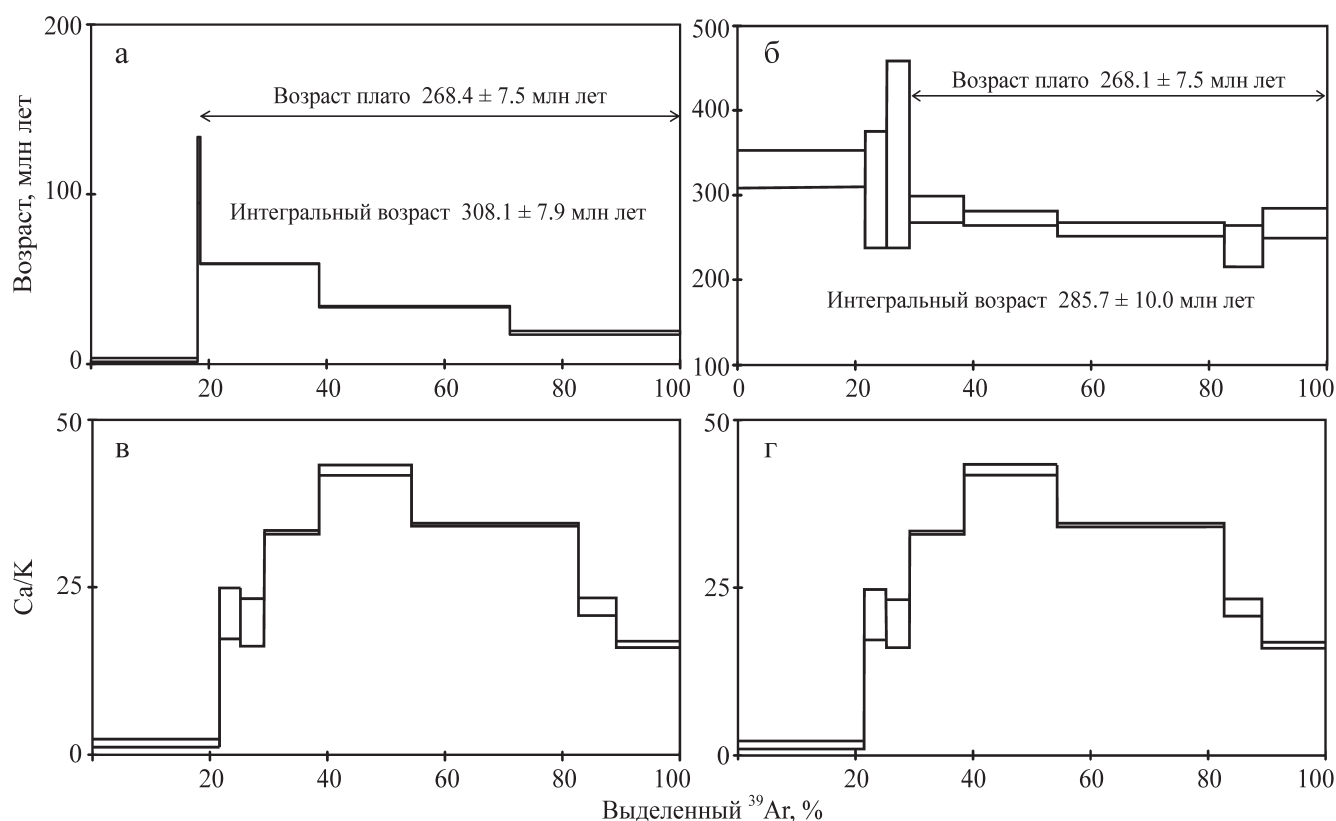 200
а
Возраст плато 268.4 ± 7.5 млн лет
100
Интегральный возраст 308.1 ± 7.9 млн лет
0
20 40 60 80 100
Возраст, млн лет
500
б
Возраст плато 268.1 ± 7.5 млн лет
400
300
200
Интегральный возраст 285.7 ± 10.0 млн лет
100
0 20 40 60 80 100
50
в
25
0
20 40 60 80 100
Ca/K
50
г
25
0
20 40 60 80 100
Выделенный ³⁹Ar, %